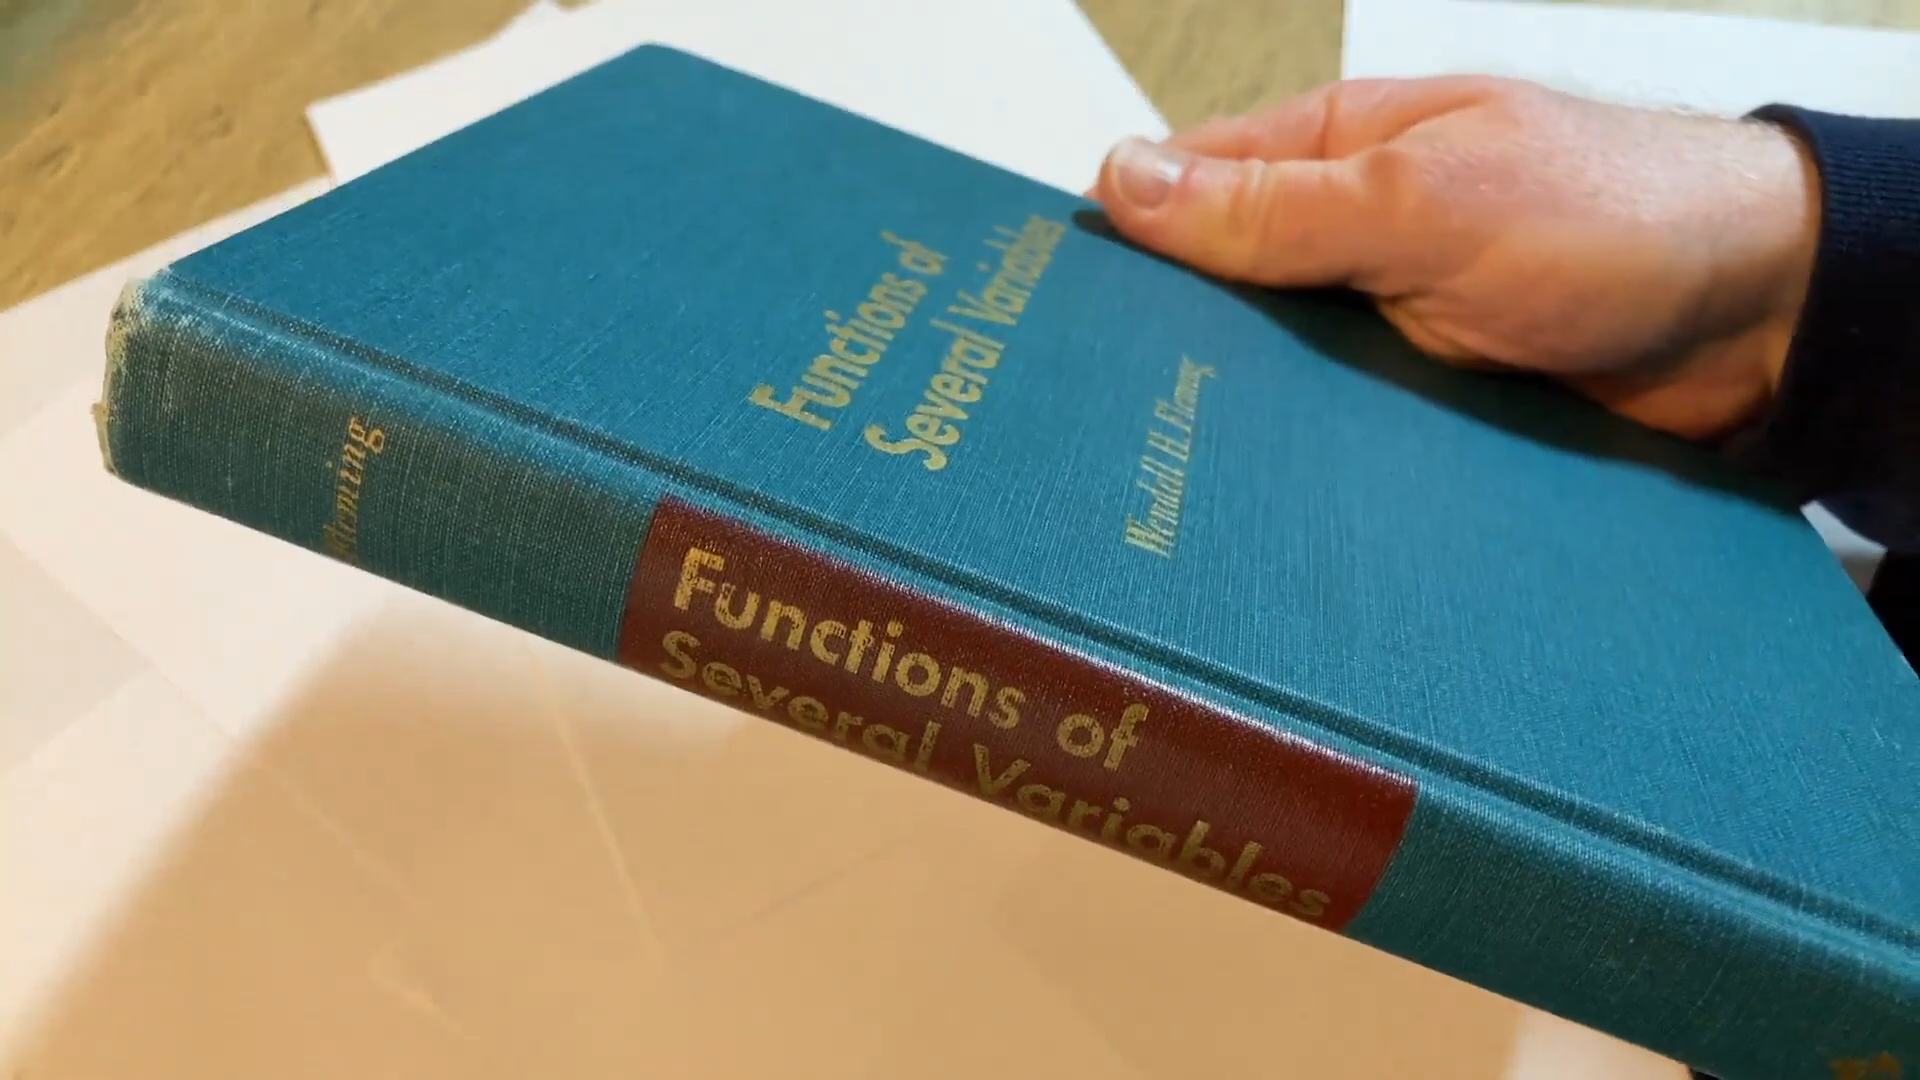 Functions of
Several Variables
Wendell H. Fleming
Fleming
Functions of
Several Variables